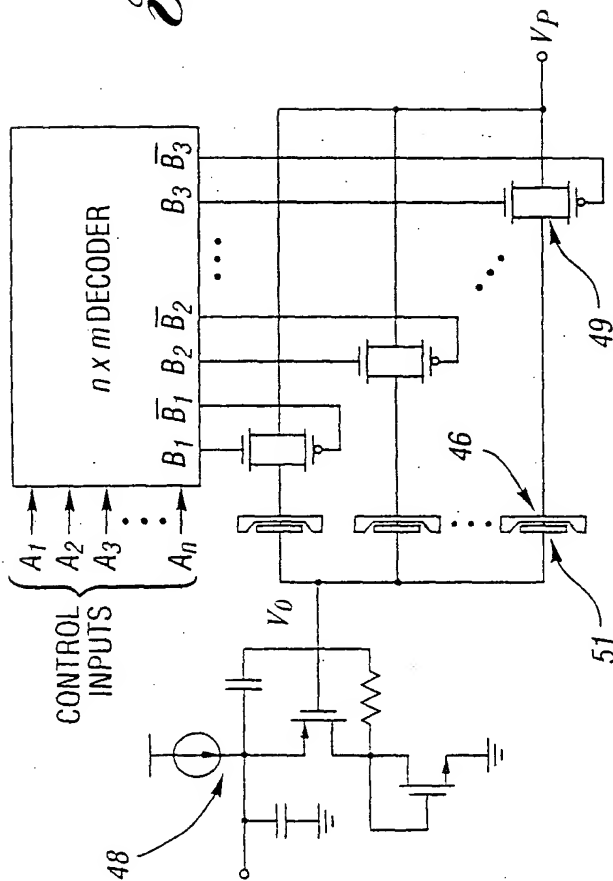 CONTROL
INPUTS
A1
A2
A3
An
n x m DECODER
B1 B̅1 B2 B̅2 B3 B̅3
V0
VP
48
46
51
49